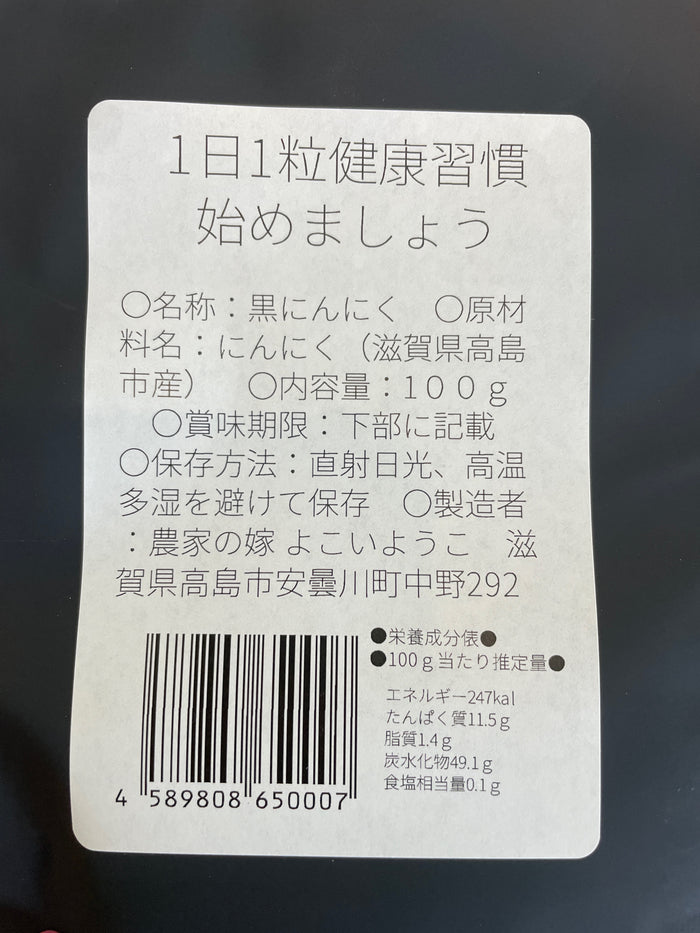 1日1粒健康習慣
始めましょう
○名称：黒にんにく　○原材
料名：にんにく（滋賀県高島
市産）　○内容量：１００ｇ
○賞味期限：下部に記載
○保存方法：直射日光、高温
多湿を避けて保存　○製造者
：農家の嫁 よこいようこ　滋
賀県高島市安曇川町中野292
●栄養成分俵●
●100ｇ当たり推定量●
エネルギー247kal
たんぱく質11.5ｇ
脂質1.4ｇ
炭水化物49.1ｇ
食塩相当量0.1ｇ
4 589808 650007